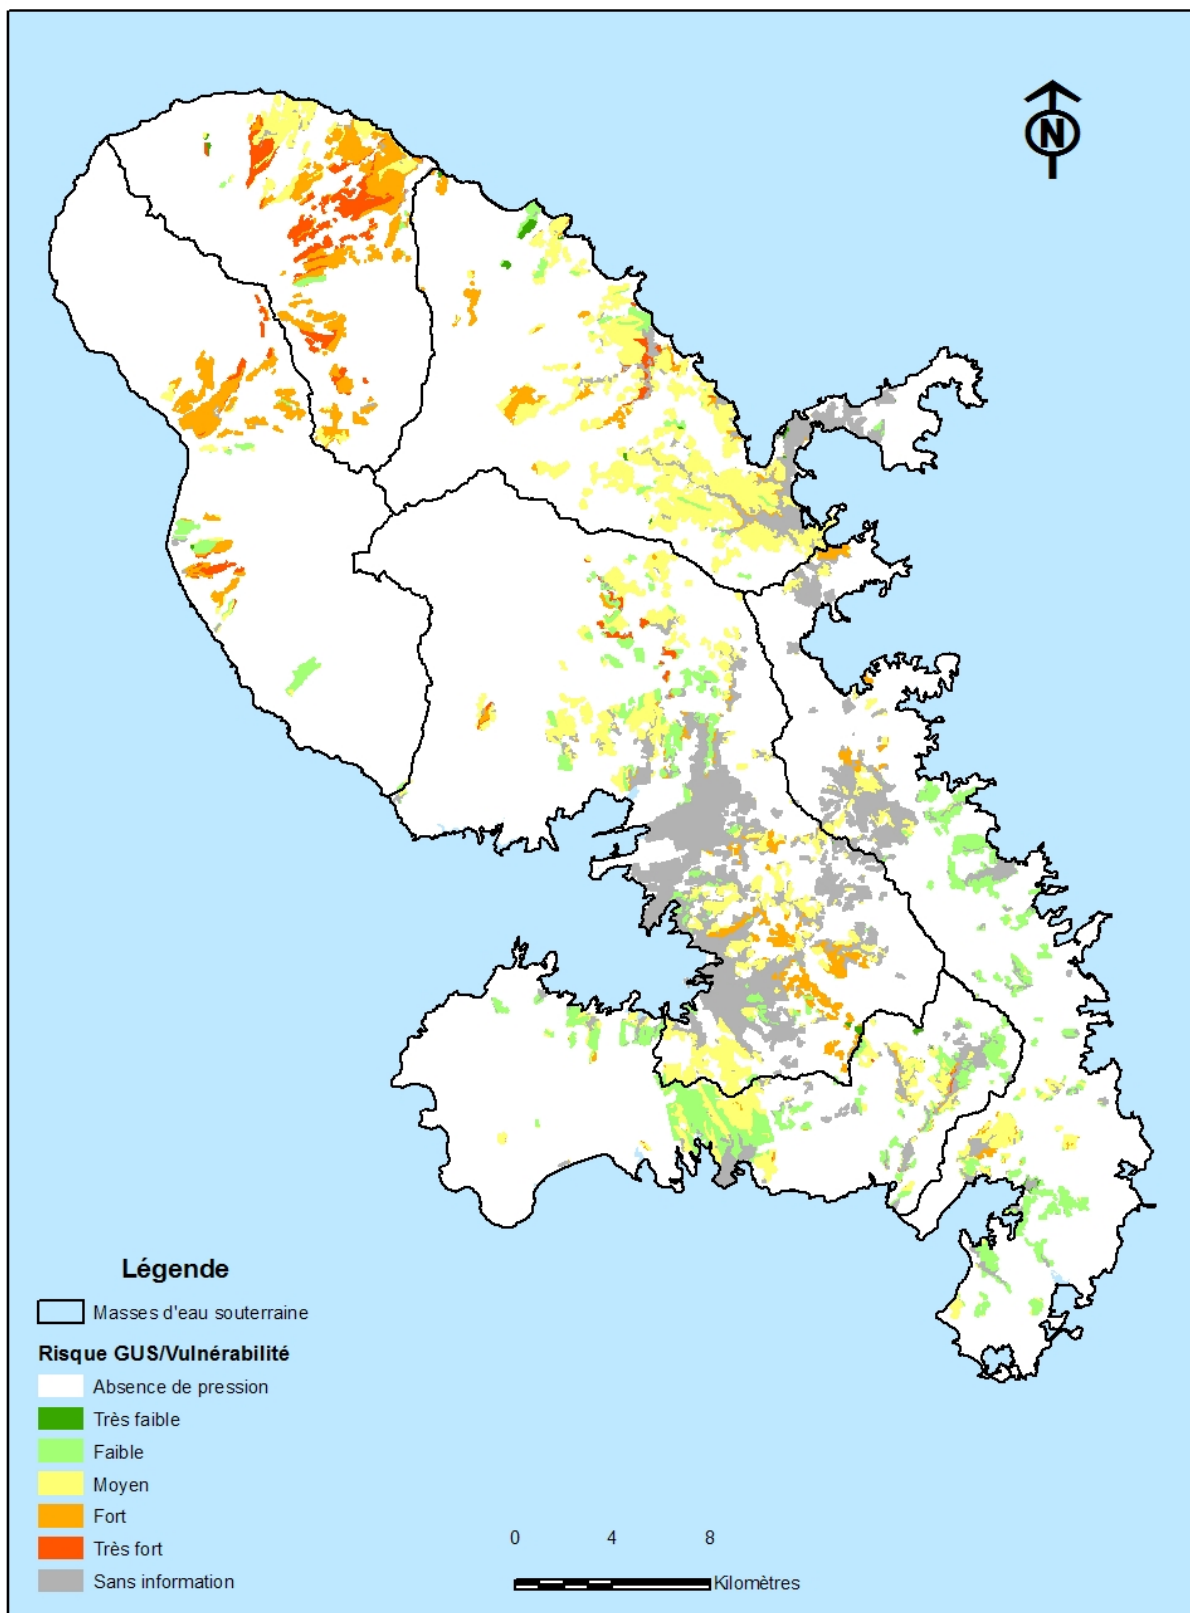 N
Légende
Masses d'eau souterraine
Risque GUS/Vulnérabilité
Absence de pression
Très faible
Faible
Moyen
Fort
Très fort
Sans information
0 4 8
Kilomètres